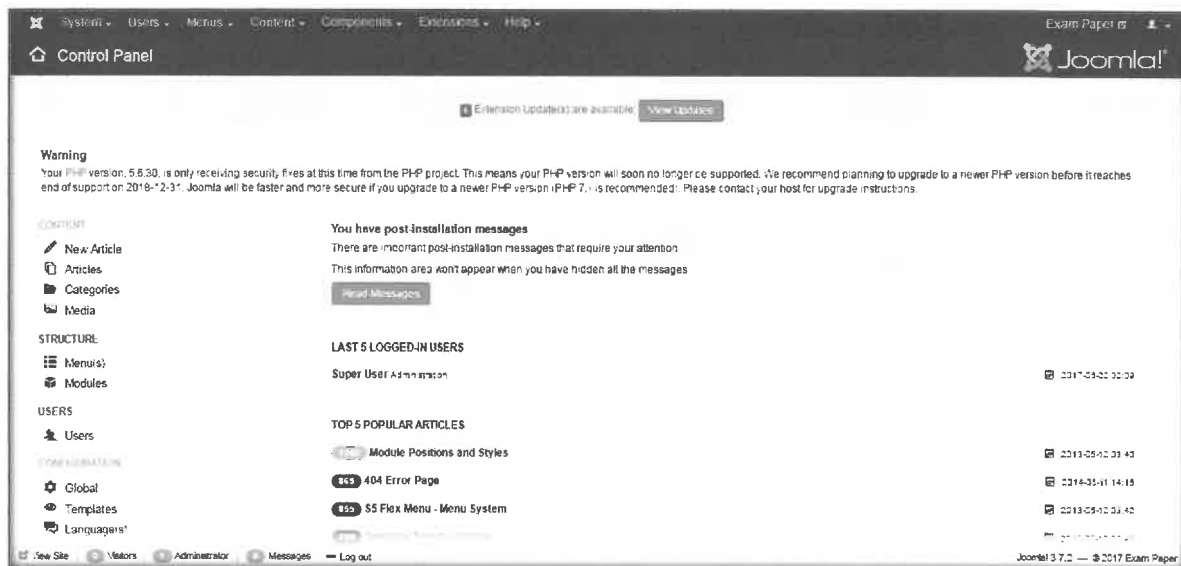 System Users Menus Content Components Extensions Help Exam Paper
Control Panel Joomla!
Extension Update(s) are available: View Updates
Warning
Your PHP version, 5.6.30, is only receiving security fixes at this time from the PHP project. This means your PHP version will soon no longer be supported. We recommend planning to upgrade to a newer PHP version before it reaches
end of support on 2018-12-31. Joomla will be faster and more secure if you upgrade to a newer PHP version (PHP 7.x is recommended). Please contact your host for upgrade instructions.
CONTENT
New Article
Articles
Categories
Media
STRUCTURE
Menu(s)
Modules
USERS
Users
CONFIGURATION
Global
Templates
Language(s)
You have post-installation messages
There are important post-installation messages that require your attention
This information area won't appear when you have hidden all the messages
Read Messages
LAST 5 LOGGED-IN USERS
Super User Administration
TOP 5 POPULAR ARTICLES
Module Positions and Styles
865 404 Error Page
855 S5 Flex Menu - Menu System
View Site Visitors Administrator Messages Log out Joomla! 3.7.2 — © 2017 Exam Paper